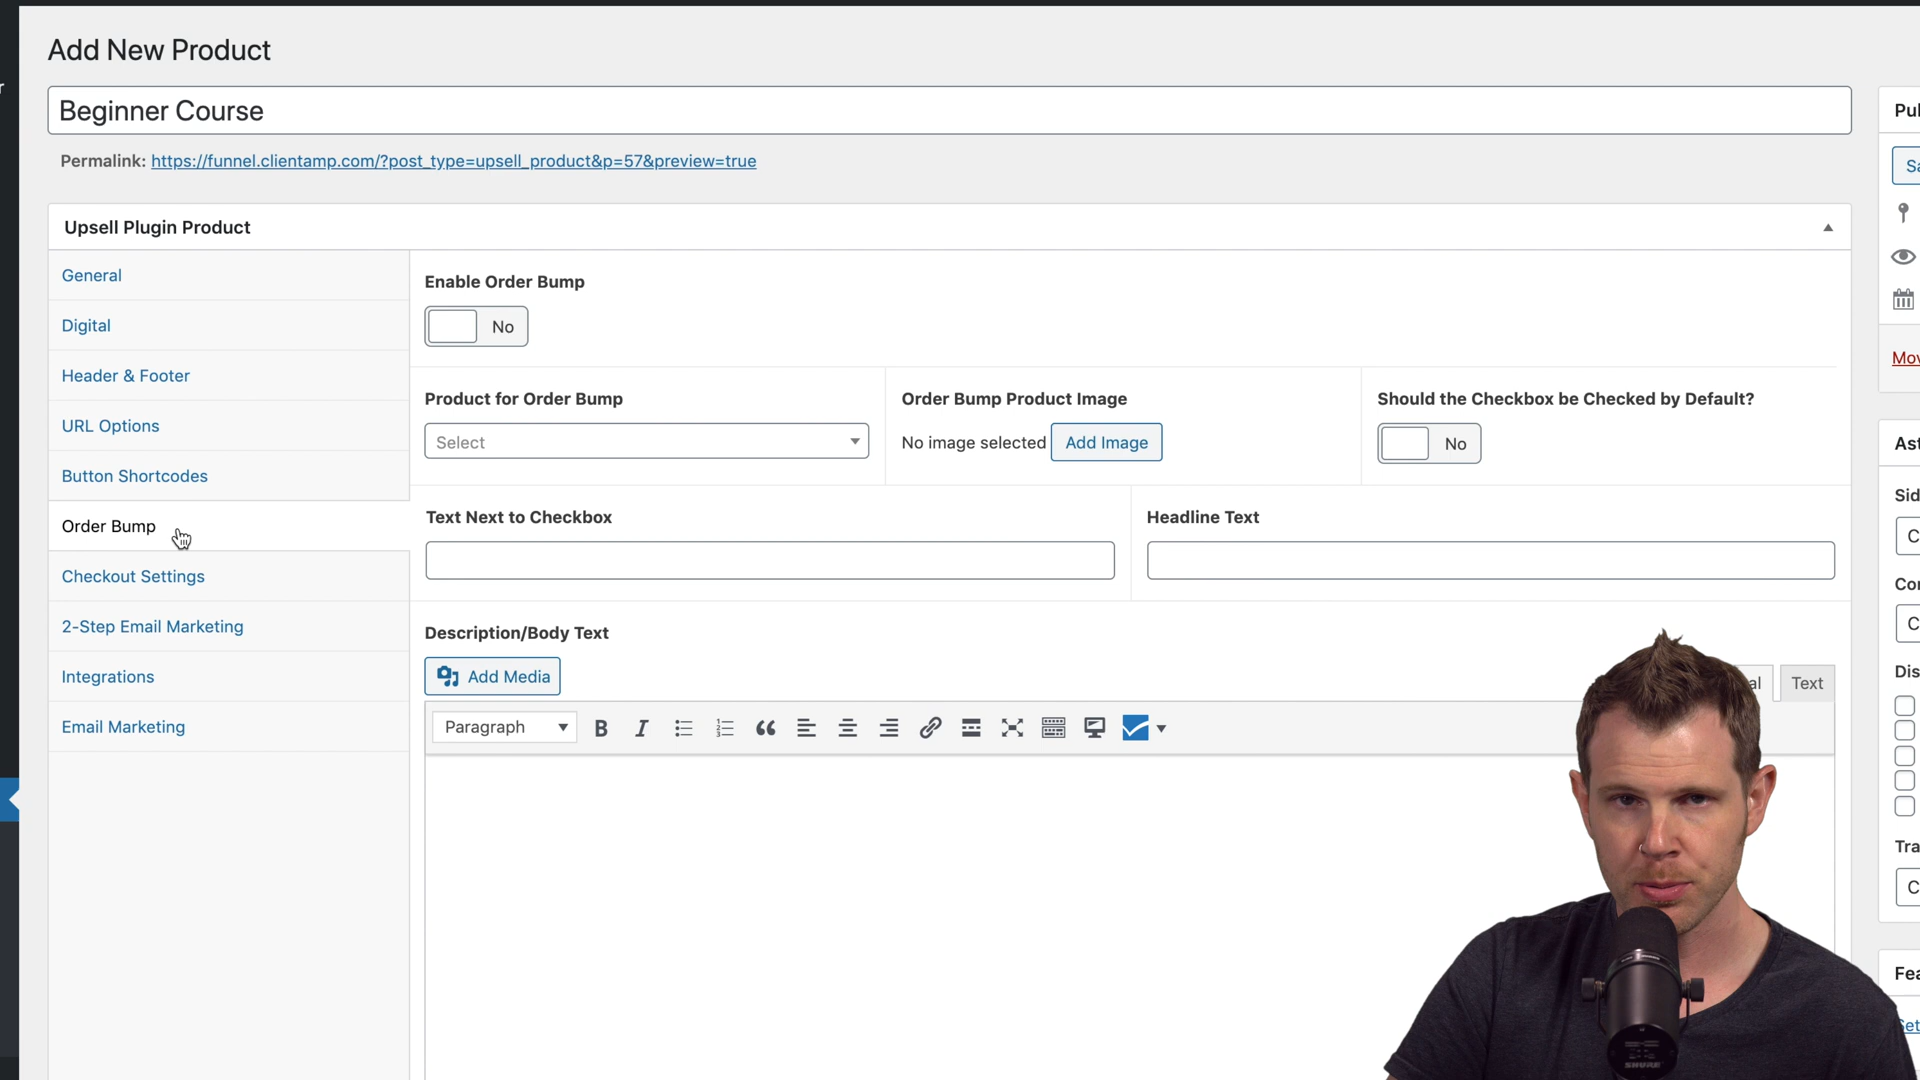 Add New Product
Beginner Course
Permalink: https://funnel.clientamp.com/?post_type=upsell_product&p=57&preview=true
Upsell Plugin Product
General
Digital
Header & Footer
URL Options
Button Shortcodes
Order Bump
Checkout Settings
2-Step Email Marketing
Integrations
Email Marketing
Enable Order Bump
No
Product for Order Bump
Select
Order Bump Product Image
No image selected Add Image
Should the Checkbox be Checked by Default?
No
Text Next to Checkbox
Headline Text
Description/Body Text
Add Media
Text
Paragraph
SHURE